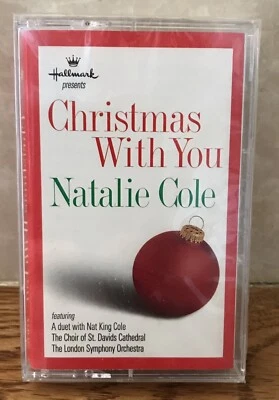 Hallmark
presents
Christmas
With You
Natalie Cole
featuring
A duet with Nat King Cole
The Choir of St. Davids Cathedral
The London Symphony Orchestra